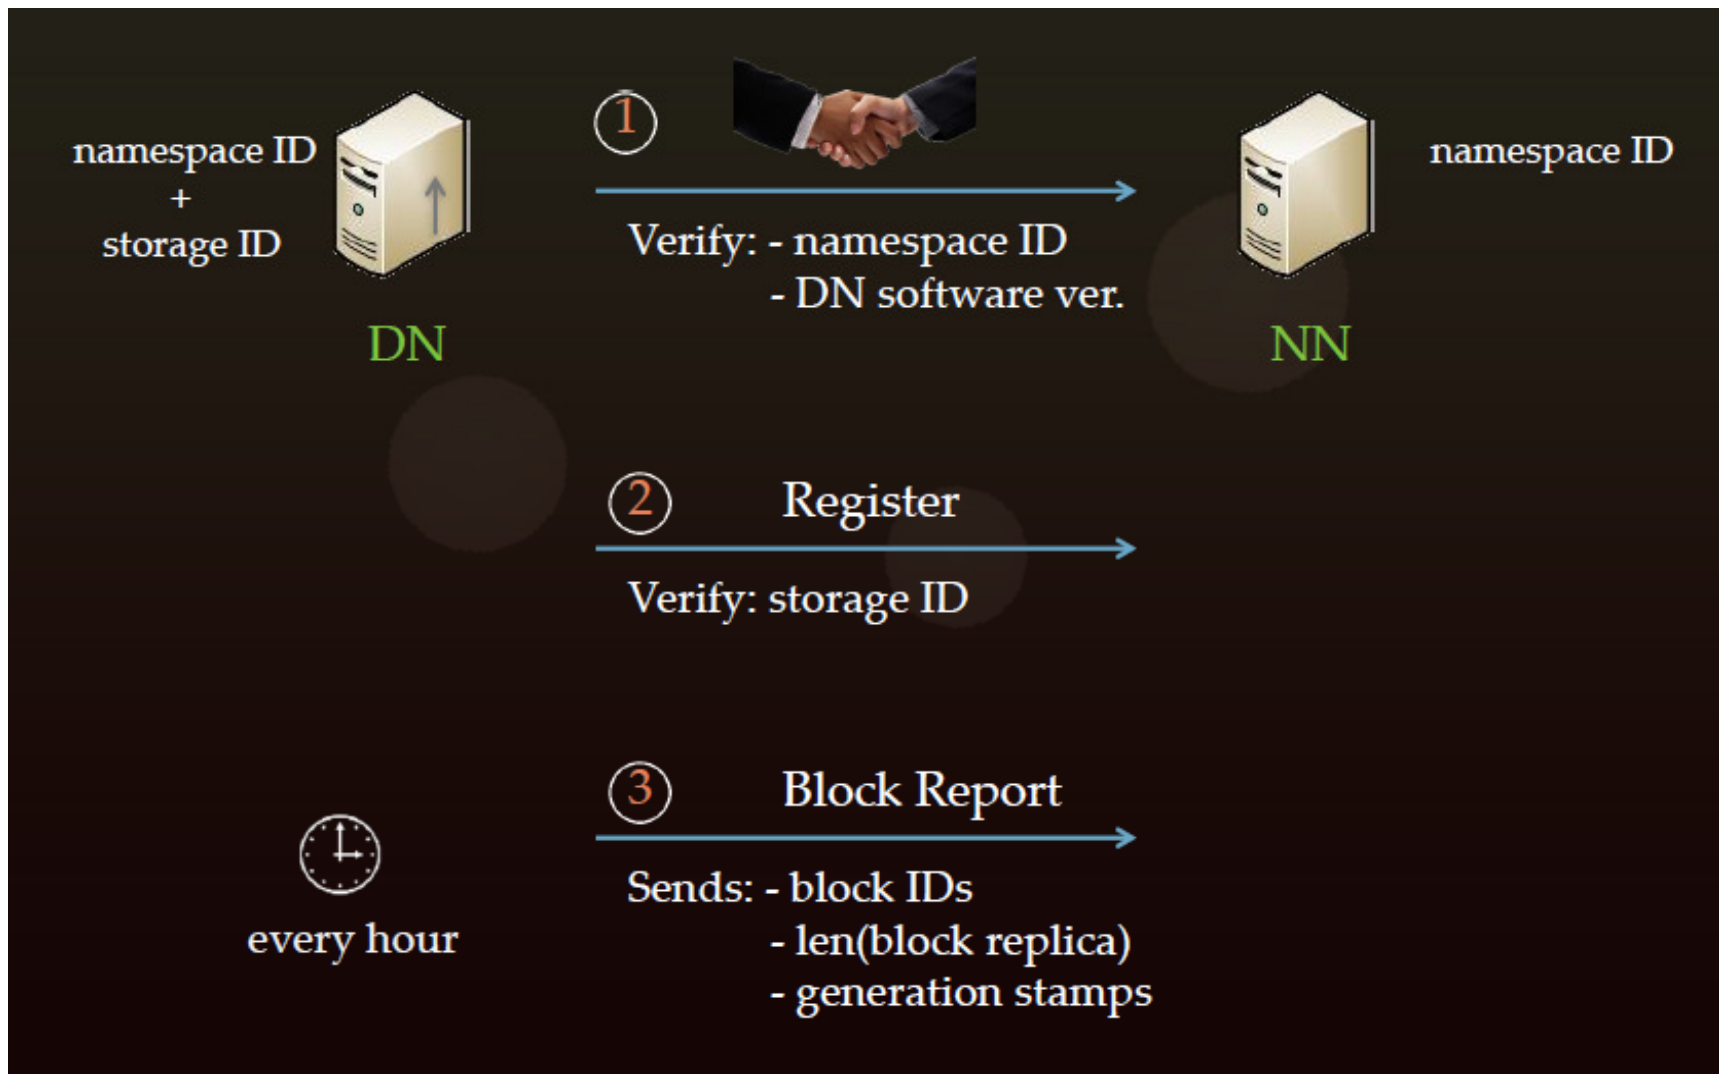 1
namespace ID
+
storage ID
namespace ID
Verify: - namespace ID
- DN software ver.
DN
NN
2
Register
Verify: storage ID
3
Block Report
Sends: - block IDs
- len(block replica)
- generation stamps
every hour